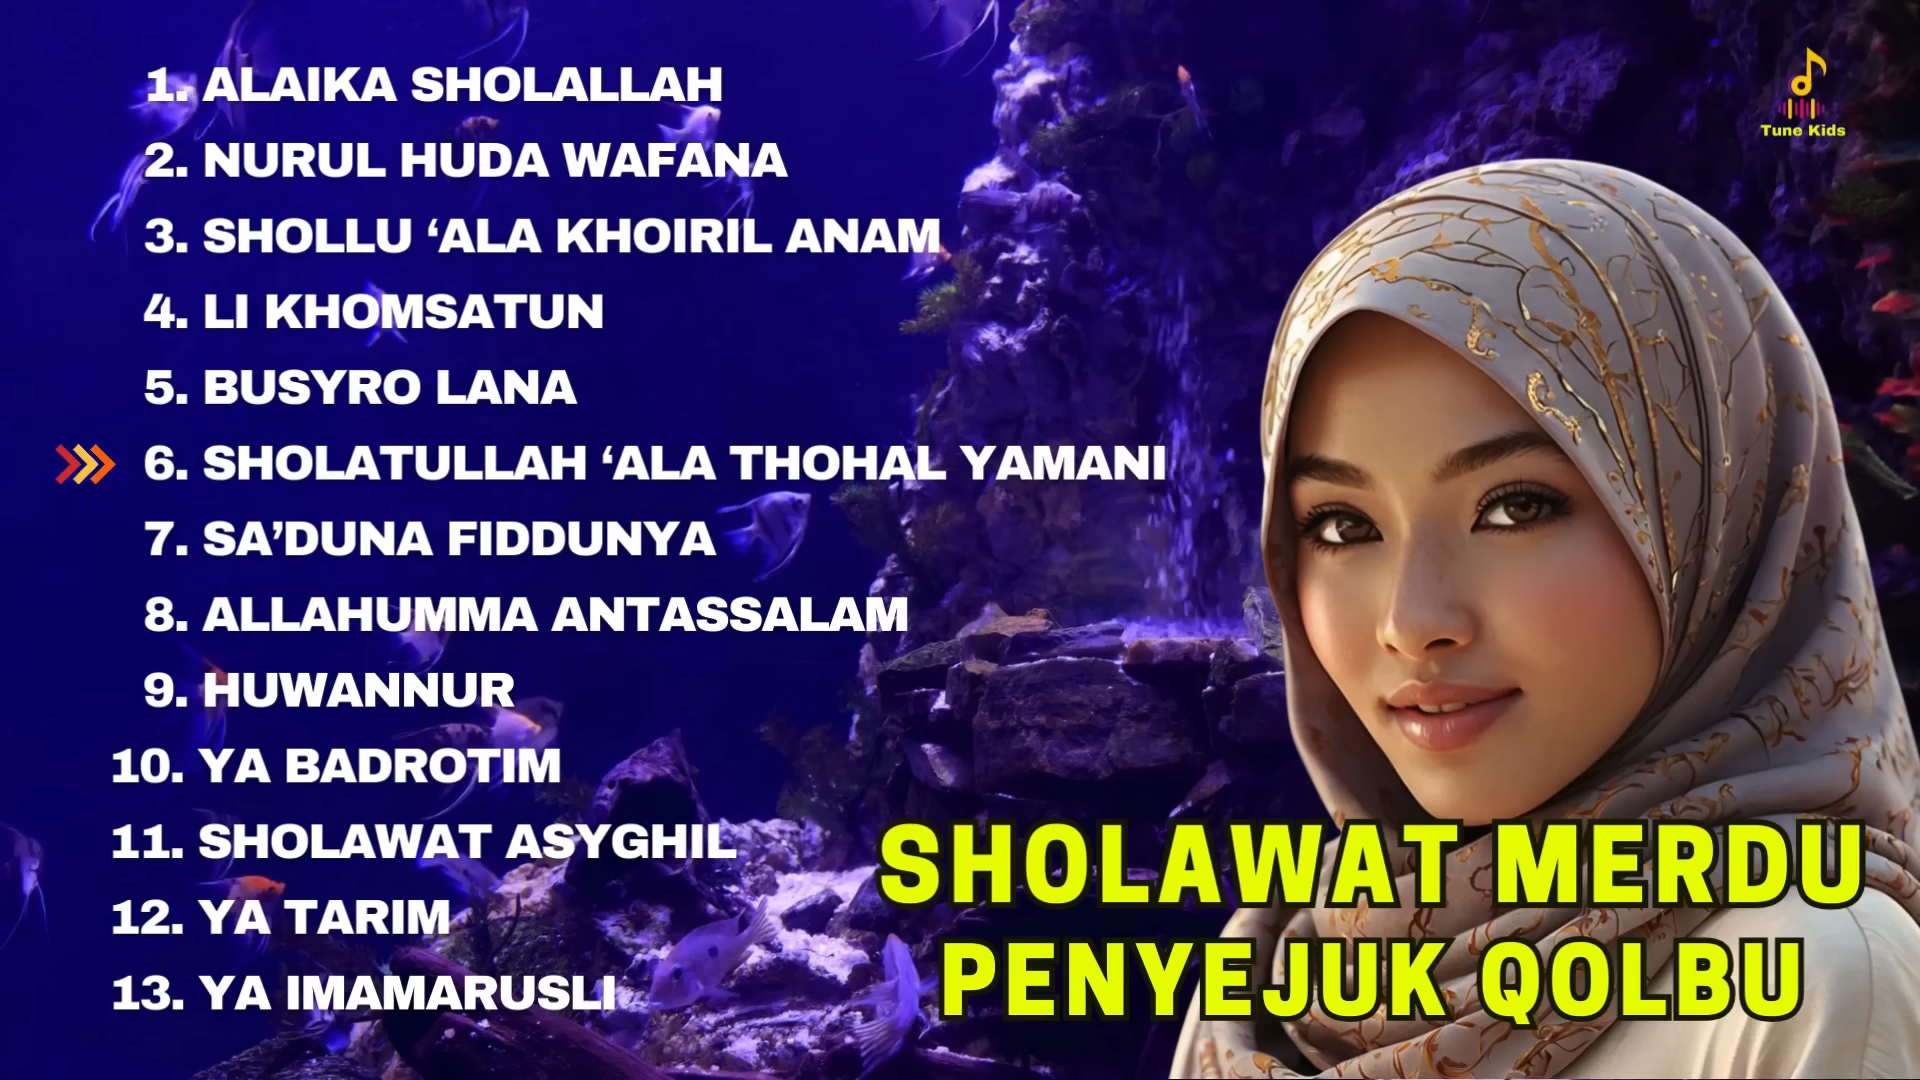 1. ALAIKA SHOLALLAH
2. NURUL HUDA WAFANA
3. SHOLLU ‘ALA KHOIRIL ANAM
4. LI KHOMSATUN
5. BUSYRO LANA
6. SHOLATULLAH ‘ALA THOHAL YAMANI
7. SA’DUNA FIDDUNYA
8. ALLAHUMMA ANTASSALAM
9. HUWANNUR
10. YA BADROTIM
11. SHOLAWAT ASYGHIL
12. YA TARIM
13. YA IMAMARUSLI
Tune Kids
SHOLAWAT MERDU
PENYEJUK QOLBU